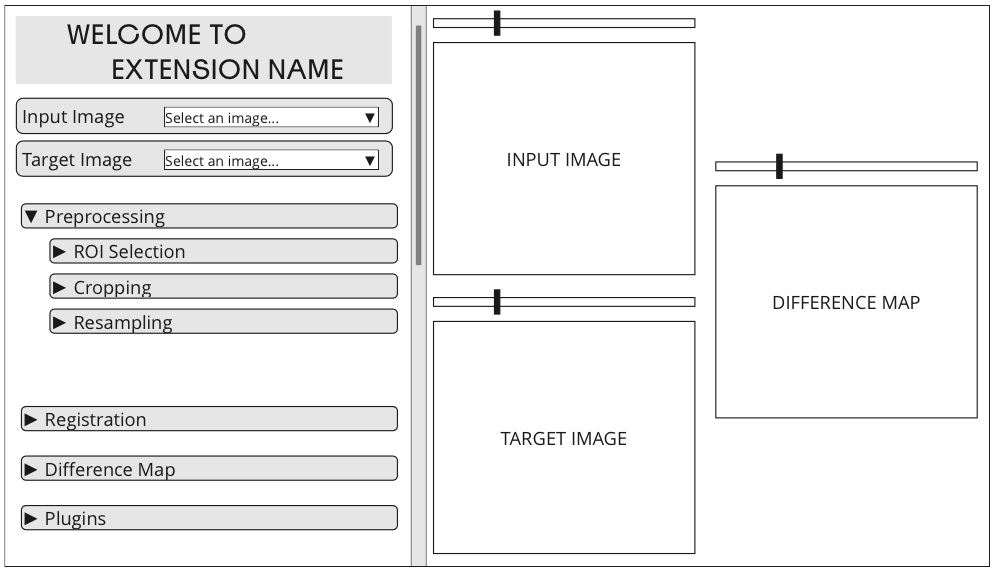 WELCOME TO
EXTENSION NAME
Input Image
Select an image...
Target Image
Select an image...
Preprocessing
ROI Selection
Cropping
Resampling
Registration
Difference Map
Plugins
INPUT IMAGE
TARGET IMAGE
DIFFERENCE MAP